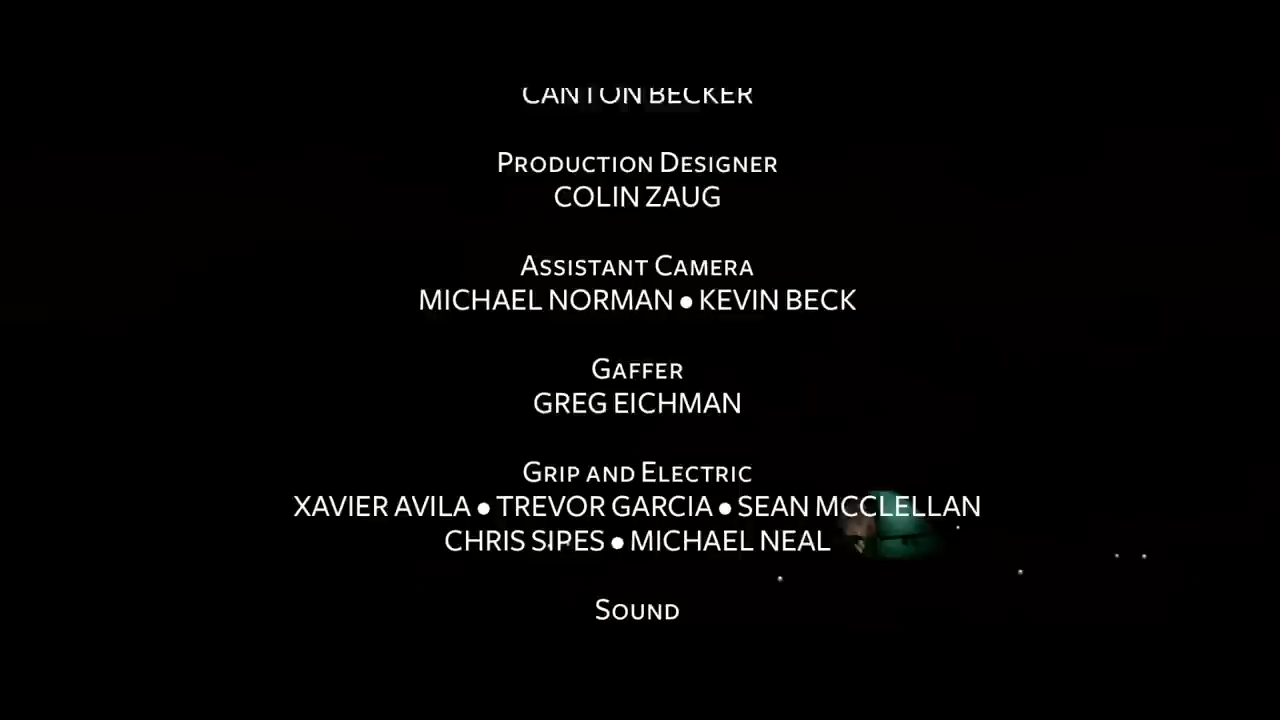 CANTON BECKER
Production Designer
COLIN ZAUG
Assistant Camera
MICHAEL NORMAN ● KEVIN BECK
Gaffer
GREG EICHMAN
Grip and Electric
XAVIER AVILA ● TREVOR GARCIA ● SEAN MCCLELLAN
CHRIS SIPES ● MICHAEL NEAL
Sound